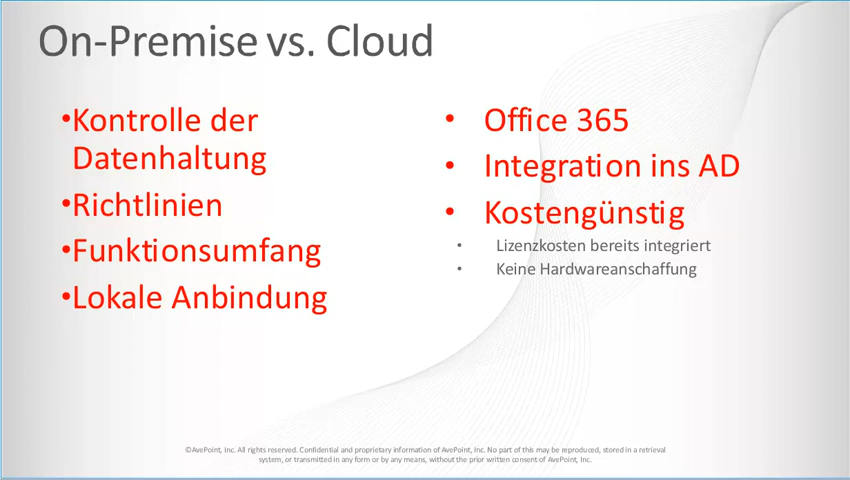 On-Premise vs. Cloud
•Kontrolle der
Datenhaltung
•Richtlinien
•Funktionsumfang
•Lokale Anbindung
• Office 365
• Integration ins AD
• Kostengünstig
• Lizenzkosten bereits integriert
• Keine Hardwareanschaffung
©AvePoint, Inc. All rights reserved. Confidential and proprietary information of AvePoint, Inc. No part of this may be reproduced, stored in a retrieval
system, or transmitted in any form or by any means, without the prior written consent of AvePoint, Inc.